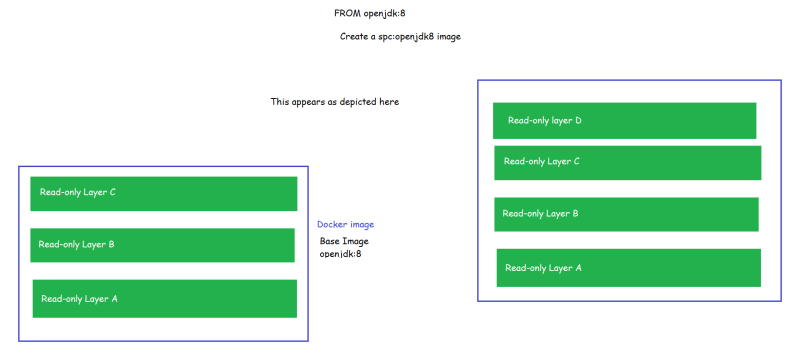 FROM openjdk:8
Create a spc:openjdk8 image
This appears as depicted here
Read-only Layer C
Read-only Layer B
Read-only Layer A
Docker image
Base Image
openjdk:8
Read-only layer D
Read-only Layer C
Read-only Layer B
Read-only Layer A